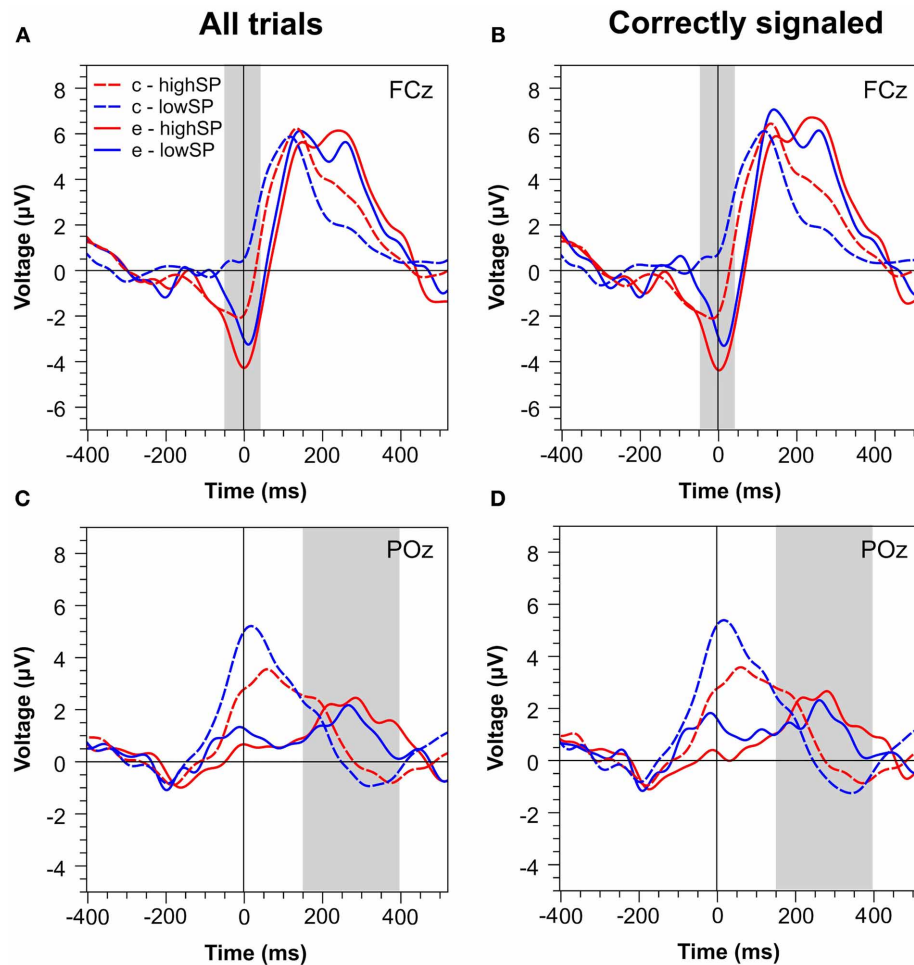 All trials
Correctly signaled
A
B
FCz
FCz
c - highSP
c - lowSP
e - highSP
e - lowSP
Voltage (µV)
Voltage (µV)
8
6
4
2
0
-2
-4
-6
8
6
4
2
0
-2
-4
-6
-400 -200 0 200 400
-400 -200 0 200 400
Time (ms)
Time (ms)
C
D
POz
POz
Voltage (µV)
Voltage (µV)
8
6
4
2
0
-2
-4
8
6
4
2
0
-2
-4
-400 -200 0 200 400
-400 -200 0 200 400
Time (ms)
Time (ms)